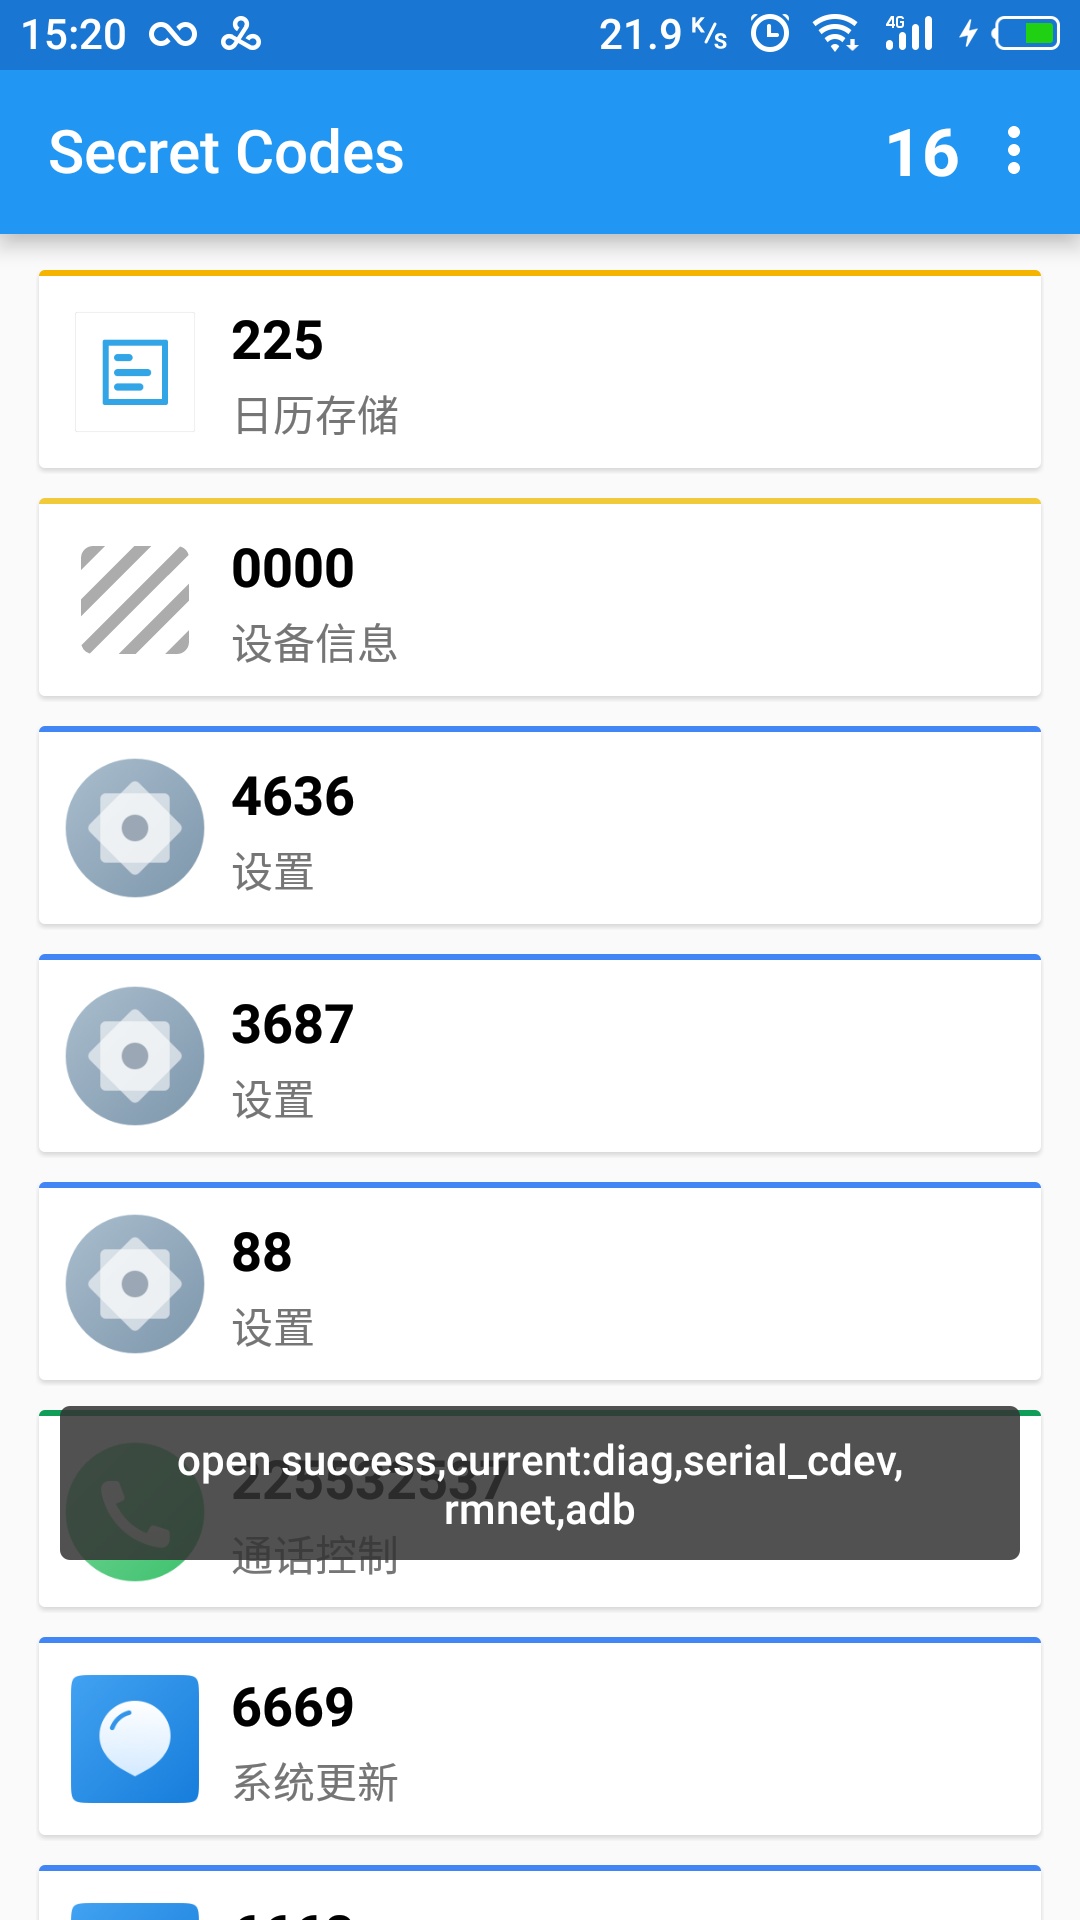 15:20 21.9 K/s 4G
Secret Codes 16
225
日历存储
0000
设备信息
4636
设置
3687
设置
88
设置
225532537
通话控制
open success,current:diag,serial_cdev,
rmnet,adb
6669
系统更新